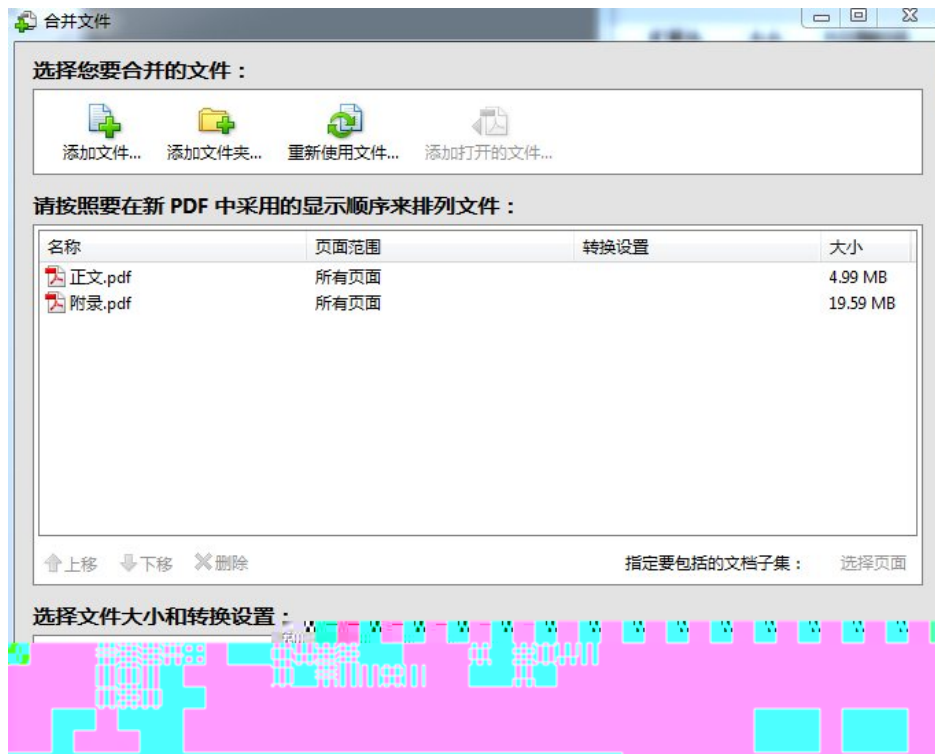 合并文件
选择您要合并的文件：
添加文件... 添加文件夹... 重新使用文件... 添加打开的文件...
请按照要在新 PDF 中采用的显示顺序来排列文件：
名称 页面范围 转换设置 大小
正文.pdf 所有页面 4.99 MB
附录.pdf 所有页面 19.59 MB
上移 下移 删除 指定要包括的文档子集： 选择页面
选择文件大小和转换设置：